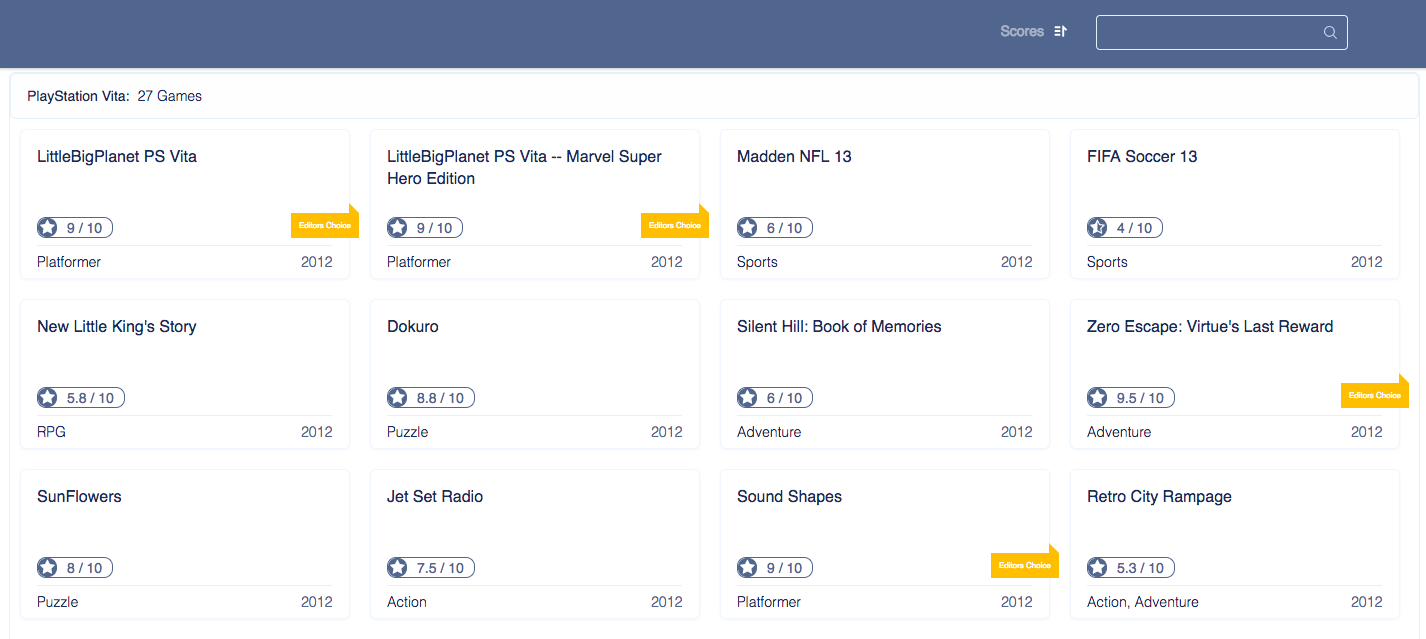 Scores
PlayStation Vita: 27 Games
LittleBigPlanet PS Vita
9 / 10
Editors Choice
Platformer 2012
LittleBigPlanet PS Vita -- Marvel Super
Hero Edition
9 / 10
Editors Choice
Platformer 2012
Madden NFL 13
6 / 10
Sports 2012
FIFA Soccer 13
4 / 10
Sports 2012
New Little King's Story
5.8 / 10
RPG 2012
Dokuro
8.8 / 10
Puzzle 2012
Silent Hill: Book of Memories
6 / 10
Adventure 2012
Zero Escape: Virtue's Last Reward
9.5 / 10
Editors Choice
Adventure 2012
SunFlowers
8 / 10
Puzzle 2012
Jet Set Radio
7.5 / 10
Action 2012
Sound Shapes
9 / 10
Editors Choice
Platformer 2012
Retro City Rampage
5.3 / 10
Action, Adventure 2012